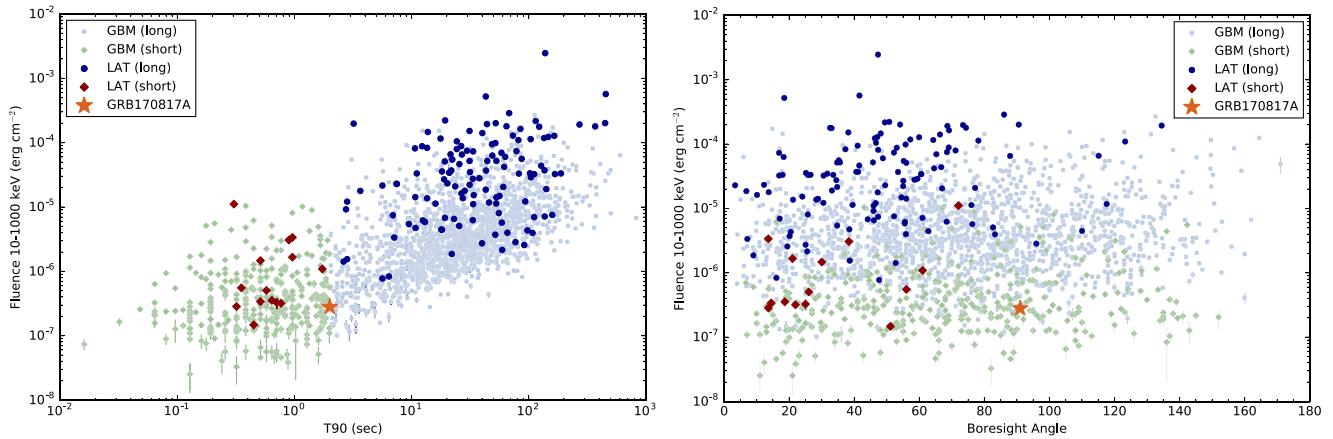 10⁻²
10⁻³
10⁻⁴
10⁻⁵
10⁻⁶
10⁻⁷
10⁻⁸
Fluence 10-1000 keV (erg cm⁻²)
GBM (long)
GBM (short)
LAT (long)
LAT (short)
GRB170817A
10⁻² 10⁻¹ 10⁰ 10¹ 10² 10³
T90 (sec)
10⁻²
10⁻³
10⁻⁴
10⁻⁵
10⁻⁶
10⁻⁷
10⁻⁸
Fluence 10-1000 keV (erg cm⁻²)
GBM (long)
GBM (short)
LAT (long)
LAT (short)
GRB170817A
0 20 40 60 80 100 120 140 160 180
Boresight Angle